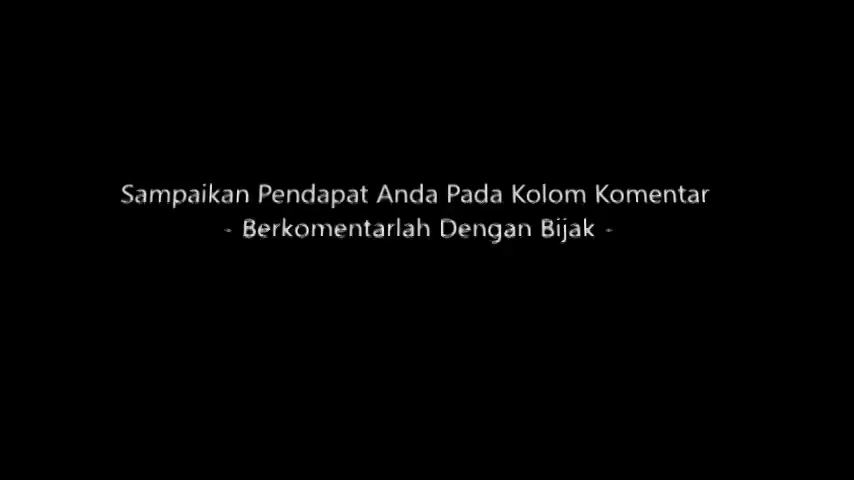 Sampaikan Pendapat Anda Pada Kolom Komentar
- Berkomentarlah Dengan Bijak -